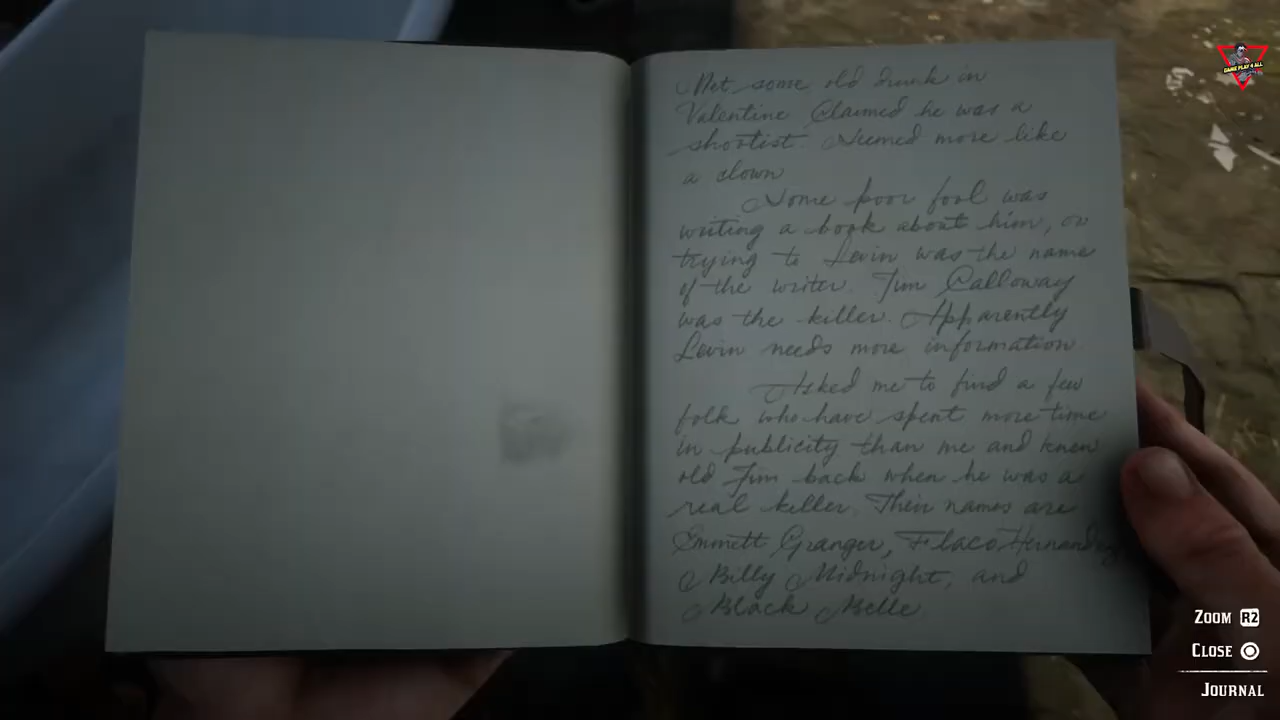 Met some old drunk in
Valentine Claimed he was a
shootist. Seemed more like
a clown
Some poor fool was
writing a book about him, or
trying to Levin was the name
of the writer. Jim Calloway
was the killer. Apparently
Levin needs more information
Asked me to find a few
folk who have spent more time
in publicity than me and knew
old Jim back when he was a
real killer. Their names are
Emmett Granger, Flaco Hernandez,
Billy Midnight, and
Black Belle
GAME PLAY 4 ALL
ZOOM R2
CLOSE
JOURNAL